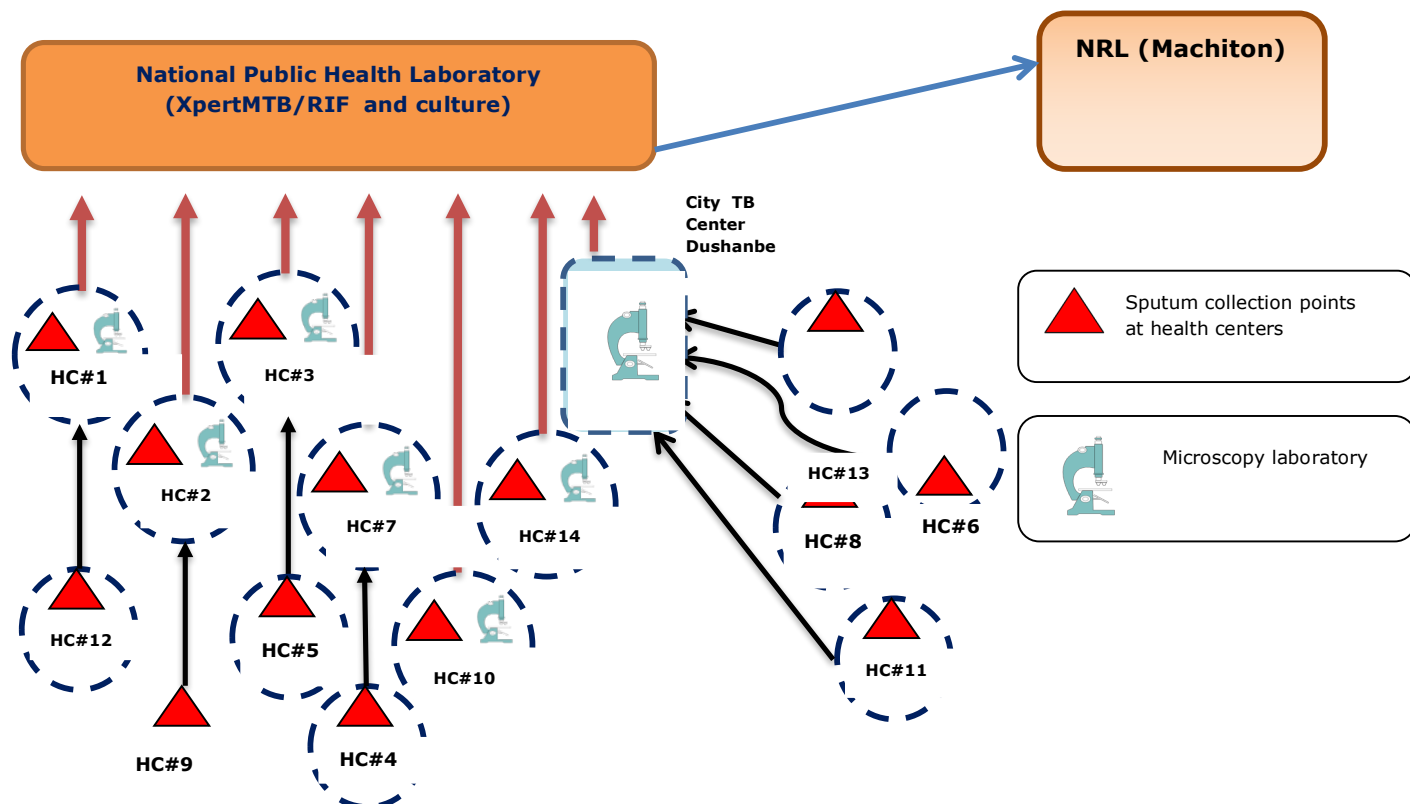 National Public Health Laboratory
(XpertMTB/RIF and culture)
NRL (Machiton)
City TB
Center
Dushanbe
Sputum collection points
at health centers
Microscopy laboratory
HC#1
HC#3
HC#2
HC#7
HC#14
HC#13
HC#8
HC#6
HC#12
HC#5
HC#10
HC#11
HC#9
HC#4